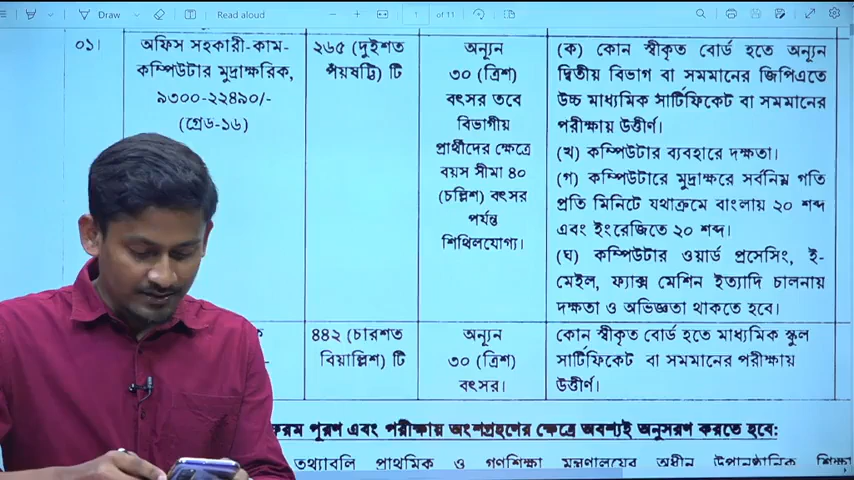 Draw
Read aloud
1 of 11
০১।
অফিস সহকারী-কাম-
কম্পিউটার মুদ্রাক্ষরিক,
৯৩০০-২২৪৯০/-
(গ্রেড-১৬)
২৬৫ (দুইশত
পঁয়ষট্টি) টি
অন্যূন
৩০ (ত্রিশ)
বৎসর তবে
বিভাগীয়
প্রার্থীদের ক্ষেত্রে
বয়স সীমা ৪০
(চল্লিশ) বৎসর
পর্যন্ত
শিথিলযোগ্য।
(ক) কোন স্বীকৃত বোর্ড হতে অন্যূন
দ্বিতীয় বিভাগ বা সমমানের জিপিএতে
উচ্চ মাধ্যমিক সার্টিফিকেট বা সমমানের
পরীক্ষায় উত্তীর্ণ।
(খ) কম্পিউটার ব্যবহারে দক্ষতা।
(গ) কম্পিউটারে মুদ্রাক্ষরে সর্বনিম্ন গতি
প্রতি মিনিটে যথাক্রমে বাংলায় ২০ শব্দ
এবং ইংরেজিতে ২০ শব্দ।
(ঘ) কম্পিউটার ওয়ার্ড প্রসেসিং, ই-
মেইল, ফ্যাক্স মেশিন ইত্যাদি চালনায়
দক্ষতা ও অভিজ্ঞতা থাকতে হবে।
৪৪২ (চারশত
বিয়াল্লিশ) টি
অন্যূন
৩০ (ত্রিশ)
বৎসর।
কোন স্বীকৃত বোর্ড হতে মাধ্যমিক স্কুল
সার্টিফিকেট বা সমমানের পরীক্ষায়
উত্তীর্ণ।
ফরম পূরণ এবং পরীক্ষায় অংশগ্রহণের ক্ষেত্রে অবশ্যই অনুসরণ করতে হবে:
তথ্যাবলি প্রাথমিক ও গণশিক্ষা মন্ত্রণালয়ের অধীন উপানুষ্ঠানিক শিক্ষা